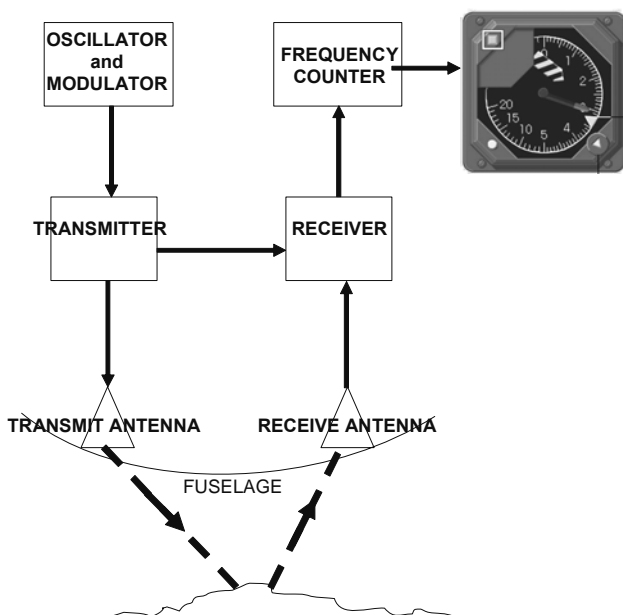 OSCILLATOR
and
MODULATOR
FREQUENCY
COUNTER
0
1
2
3
4
5
10
15
20
TRANSMITTER
RECEIVER
TRANSMIT ANTENNA
RECEIVE ANTENNA
FUSELAGE